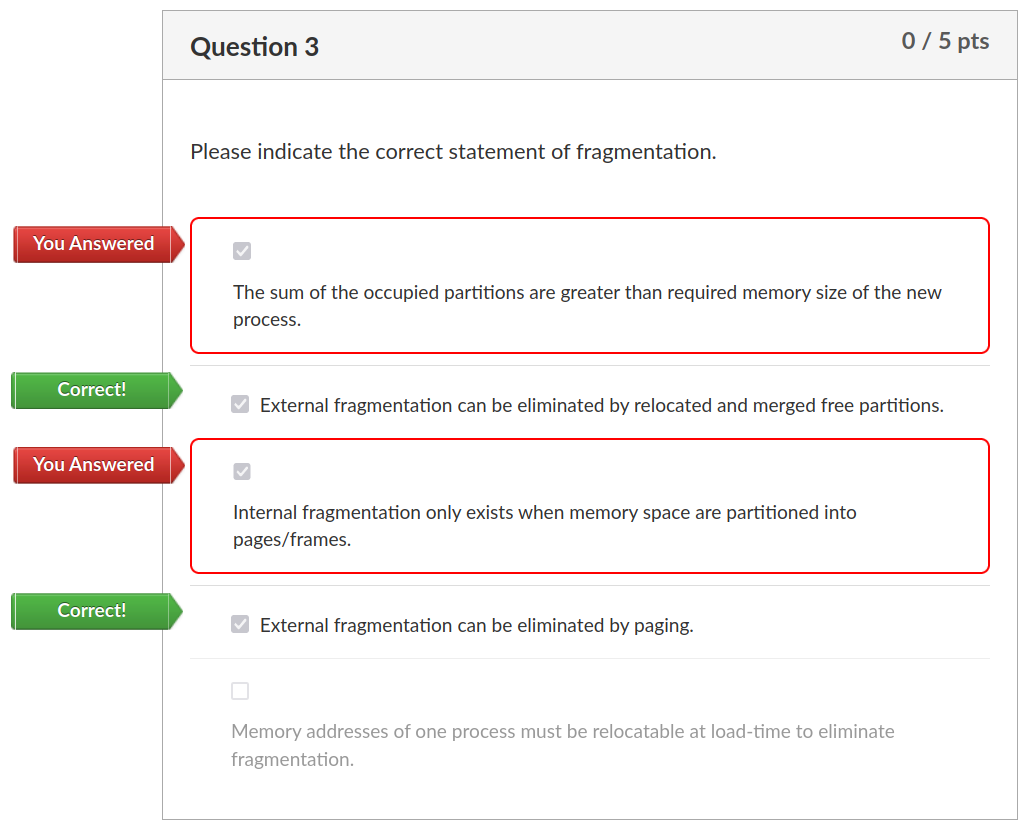 Question 3
0 / 5 pts
Please indicate the correct statement of fragmentation.
You Answered
The sum of the occupied partitions are greater than required memory size of the new
process.
Correct!
External fragmentation can be eliminated by relocated and merged free partitions.
You Answered
Internal fragmentation only exists when memory space are partitioned into
pages/frames.
Correct!
External fragmentation can be eliminated by paging.
Memory addresses of one process must be relocatable at load-time to eliminate
fragmentation.